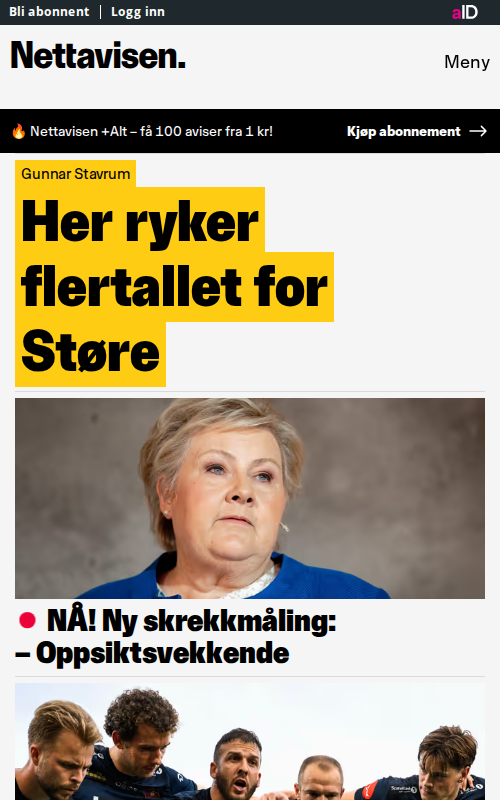 Bli abonnent | Logg inn
aID
Nettavisen.
Meny
🔥 Nettavisen +Alt – få 100 aviser fra 1 kr!
Kjøp abonnement →
Gunnar Stavrum
Her ryker
flertallet for
Støre
NÅ! Ny skrekkmåling:
– Oppsiktsvekkende